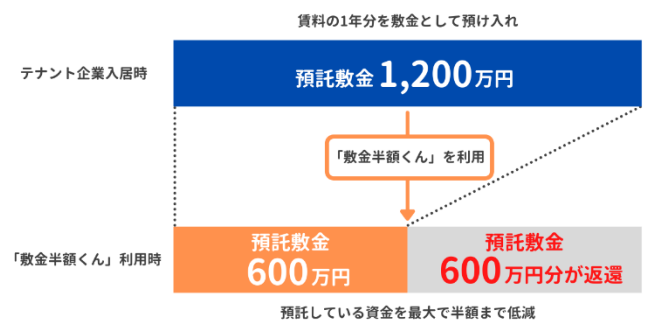 賃料の1年分を敷金として預け入れ
テナント企業入居時
預託敷金 1,200万円
「敷金半額くん」を利用
「敷金半額くん」利用時
預託敷金
600万円
預託敷金
600万円分が返還
預託している資金を最大で半額まで低減